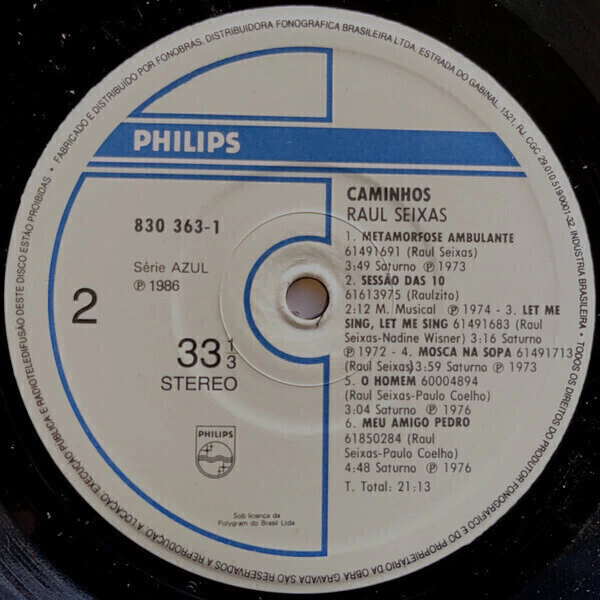 FABRICADO E DISTRIBUÍDO POR FONOBRAS, DISTRIBUIDORA FONOGRÁFICA BRASILEIRA LTDA. ESTRADA DO GABINAL, 1521, RJ, CGC 29.010.519-0001-32. INDÚSTRIA BRASILEIRA
• TODOS OS DIREITOS DO PRODUTOR FONOGRÁFICO E DO PROPRIETÁRIO DA OBRA GRAVADA SÃO RESERVADOS A REPRODUÇÃO, A LOCAÇÃO, EXECUÇÃO PÚBLICA E RADIOTELEDIFUSÃO DESTE DISCO ESTÃO PROIBIDAS •
PHILIPS
830 363-1
Série AZUL
℗ 1986
2
33 1/3
STEREO
PHILIPS
Sob licença da
Polygram do Brasil Ltda
CAMINHOS
RAUL SEIXAS
1. METAMORFOSE AMBULANTE
61491691 (Raul Seixas)
3:49 Saturno ℗ 1973
2. SESSÃO DAS 10
61613975 (Raulzito)
2:12 M. Musical ℗ 1974 - 3. LET ME
SING, LET ME SING 61491683 (Raul
Seixas-Nadine Wisner) 3:16 Saturno
℗ 1972 - 4. MOSCA NA SOPA 61491713
(Raul Seixas) 3:59 Saturno ℗ 1973
5. O HOMEM 60004894
(Raul Seixas-Paulo Coelho)
3:04 Saturno ℗ 1976
6. MEU AMIGO PEDRO
61850284 (Raul
Seixas-Paulo Coelho)
4:48 Saturno ℗ 1976
T. Total: 21:13